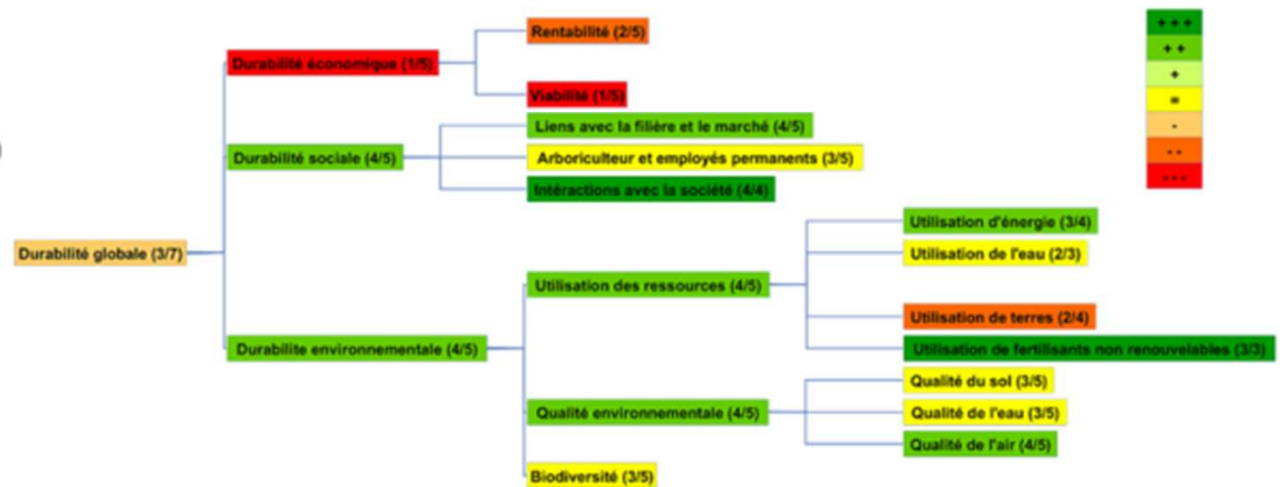 Rentabilité (2/5)
Durabilité économique (1/5)
Viabilité (1/5)
Liens avec la filière et le marché (4/5)
Durabilité sociale (4/5)
Arboriculteur et employés permanents (3/5)
Intéractions avec la société (4/4)
Durabilité globale (3/7)
Utilisation d'énergie (3/4)
Utilisation de l'eau (2/3)
Utilisation des ressources (4/5)
Utilisation de terres (2/4)
Utilisation de fertilisants non renouvelables (3/3)
Durabilite environnementale (4/5)
Qualité du sol (3/5)
Qualité environnementale (4/5)
Qualité de l'eau (3/5)
Qualité de l'air (4/5)
Biodiversité (3/5)
+ + +
+ +
+
=
-
- -
- - -